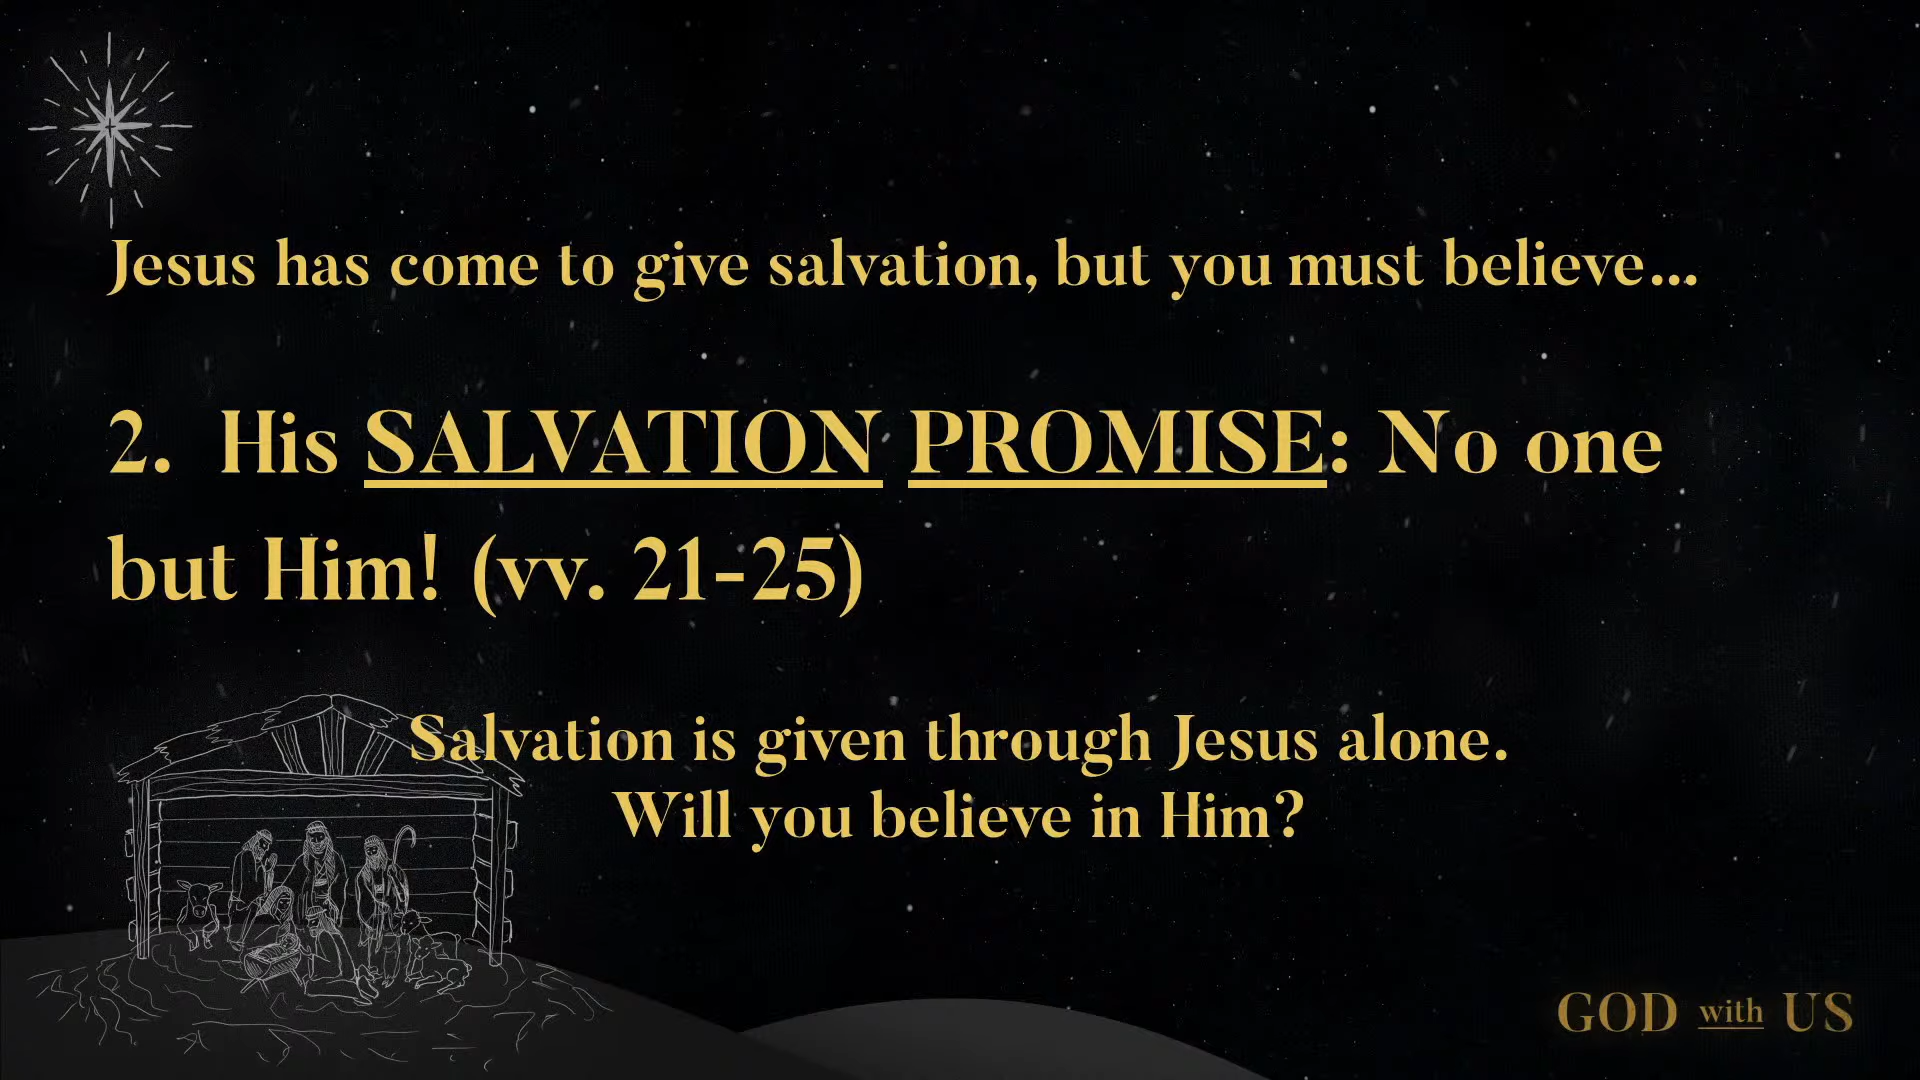 Jesus has come to give salvation, but you must believe...
2. His SALVATION PROMISE: No one
but Him! (vv. 21-25)
Salvation is given through Jesus alone.
Will you believe in Him?
GOD with US